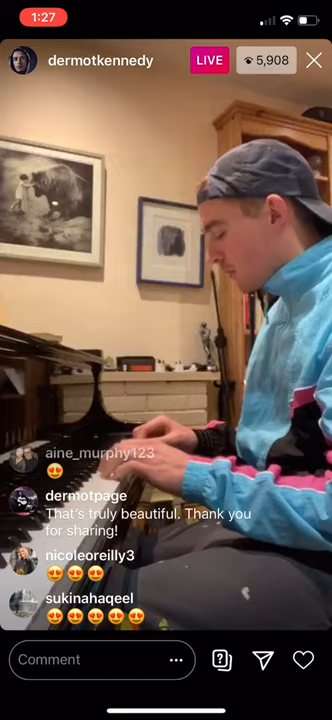 1:27
dermotkennedy
LIVE
5,908
aine_murphy123
😍
dermotpage
That's truly beautiful. Thank you
for sharing!
nicoleoreilly3
😍😍😍
sukinahaqeel
😍😍😍😍😍
Comment